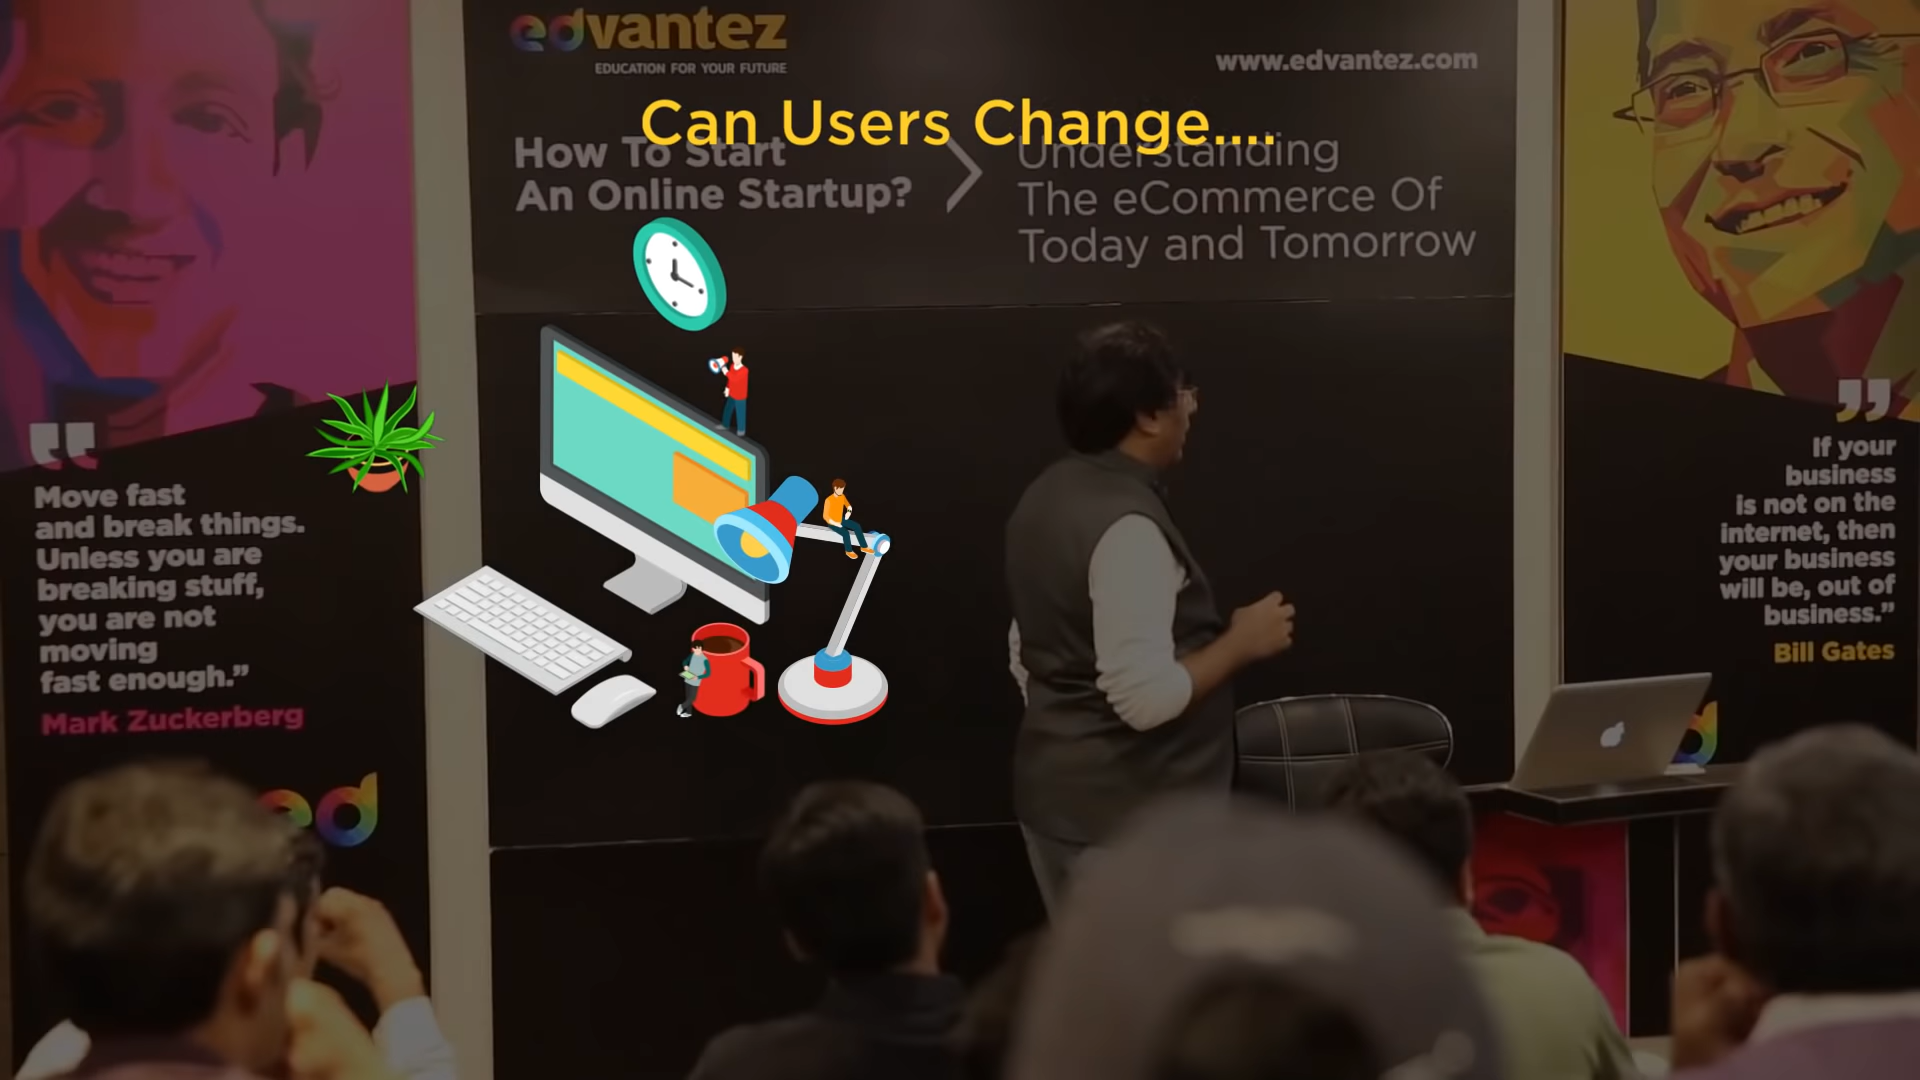 edvantez
EDUCATION FOR YOUR FUTURE
www.edvantez.com
Can Users Change....
How To Start
An Online Startup?
Understanding
The eCommerce Of
Today and Tomorrow
“
Move fast
and break things.
Unless you are
breaking stuff,
you are not
moving
fast enough.”
Mark Zuckerberg
ed
”
If your
business
is not on the
internet, then
your business
will be, out of
business.”
Bill Gates
d